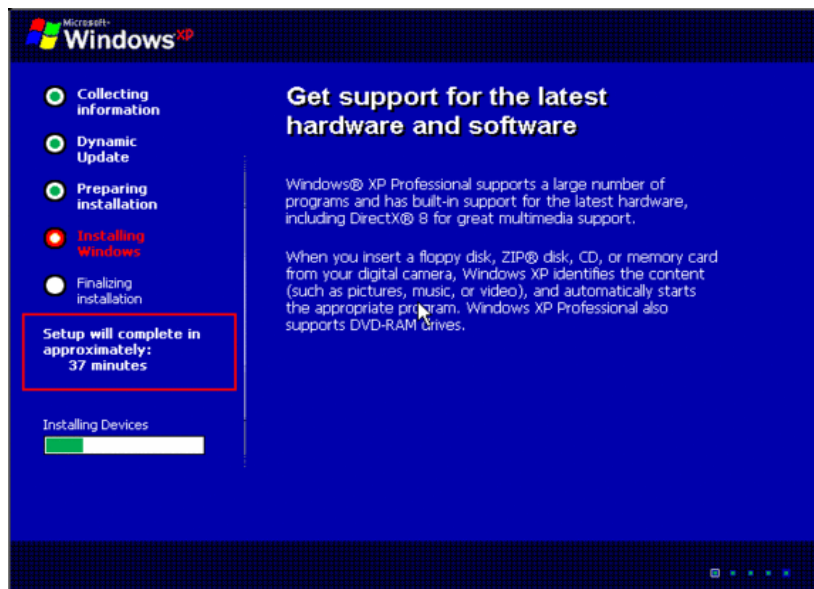 Microsoft®
Windows xp
Collecting
information
Dynamic
Update
Preparing
installation
Installing
Windows
Finalizing
installation
Setup will complete in
approximately:
37 minutes
Installing Devices
Get support for the latest
hardware and software
Windows® XP Professional supports a large number of
programs and has built-in support for the latest hardware,
including DirectX® 8 for great multimedia support.
When you insert a floppy disk, ZIP® disk, CD, or memory card
from your digital camera, Windows XP identifies the content
(such as pictures, music, or video), and automatically starts
the appropriate program. Windows XP Professional also
supports DVD-RAM drives.